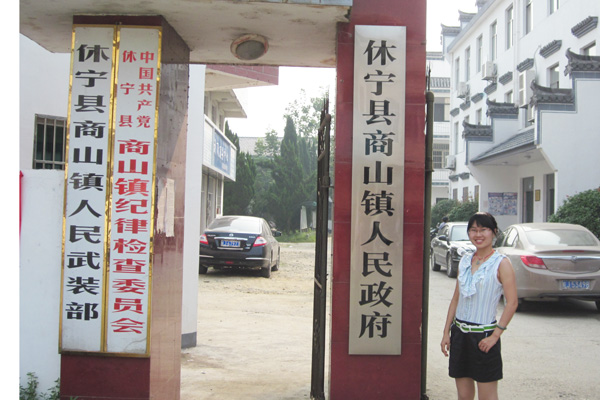 休宁县商山镇人民武装部
中国共产党
休宁县
商山镇纪律检查委员会
休宁县商山镇人民政府